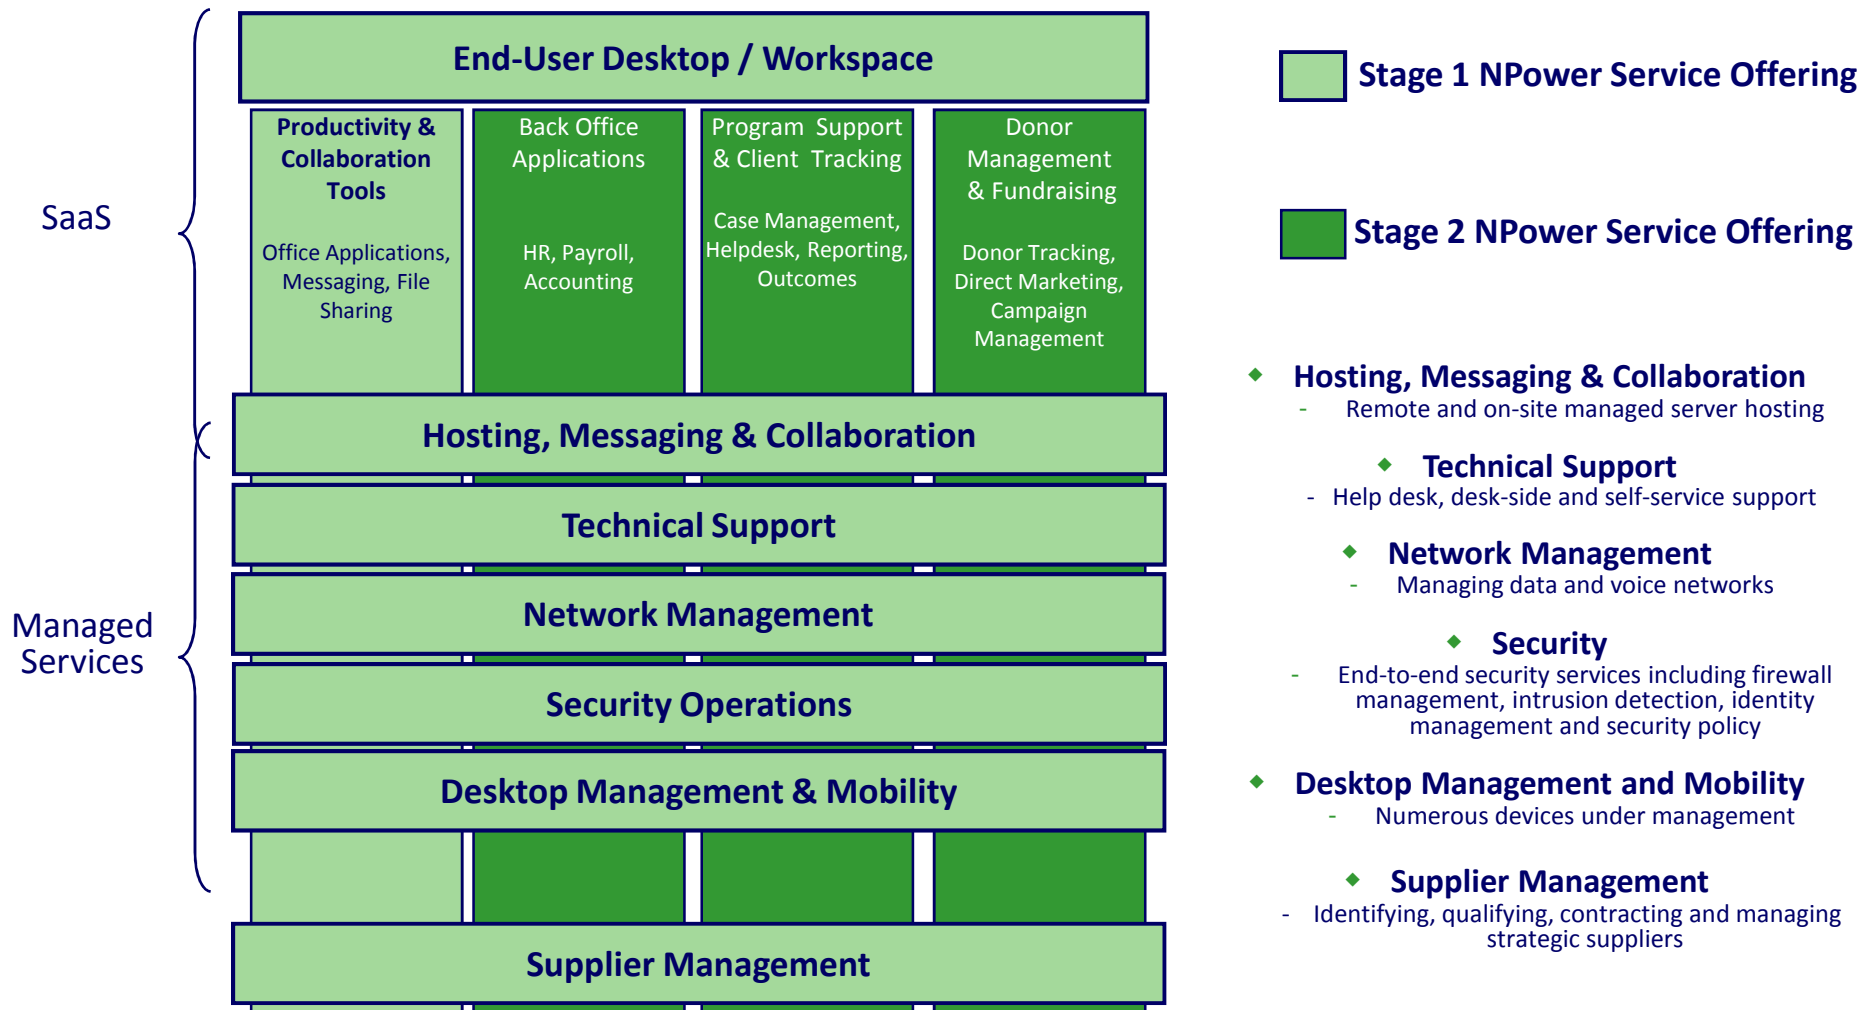 End-User Desktop / Workspace
Productivity &
Collaboration
Tools
Office Applications,
Messaging, File
Sharing
Back Office
Applications
HR, Payroll,
Accounting
Program Support
& Client Tracking
Case Management,
Helpdesk, Reporting,
Outcomes
Donor
Management
& Fundraising
Donor Tracking,
Direct Marketing,
Campaign
Management
SaaS
Hosting, Messaging & Collaboration
Technical Support
Network Management
Managed
Services
Security Operations
Desktop Management & Mobility
Supplier Management
Stage 1 NPower Service Offering
Stage 2 NPower Service Offering
◆ Hosting, Messaging & Collaboration
- Remote and on-site managed server hosting
◆ Technical Support
- Help desk, desk-side and self-service support
◆ Network Management
- Managing data and voice networks
◆ Security
- End-to-end security services including firewall
management, intrusion detection, identity
management and security policy
◆ Desktop Management and Mobility
- Numerous devices under management
◆ Supplier Management
- Identifying, qualifying, contracting and managing
strategic suppliers